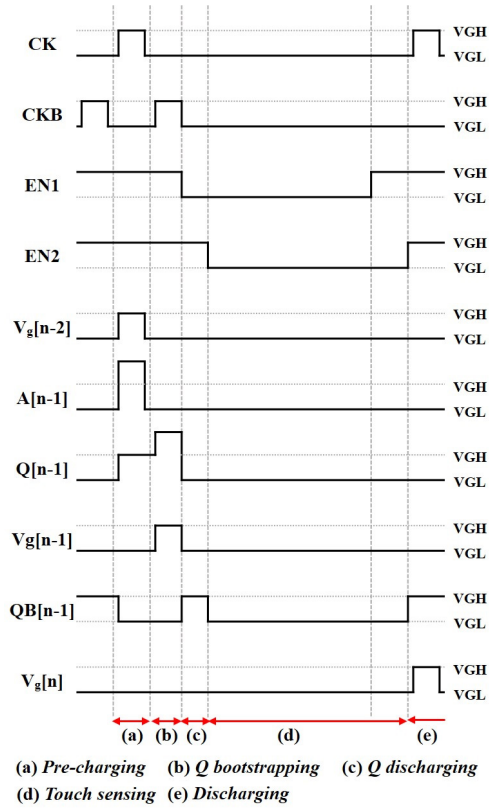 VGH
CK
VGL
VGH
CKB
VGL
VGH
EN1
VGL
VGH
EN2
VGL
VGH
Vg[n-2]
VGL
VGH
A[n-1]
VGL
VGH
Q[n-1]
VGL
VGH
Vg[n-1]
VGL
VGH
QB[n-1]
VGL
VGH
Vg[n]
VGL
(a) (b) (c) (d) (e)
(a) Pre-charging (b) Q bootstrapping (c) Q discharging
(d) Touch sensing (e) Discharging